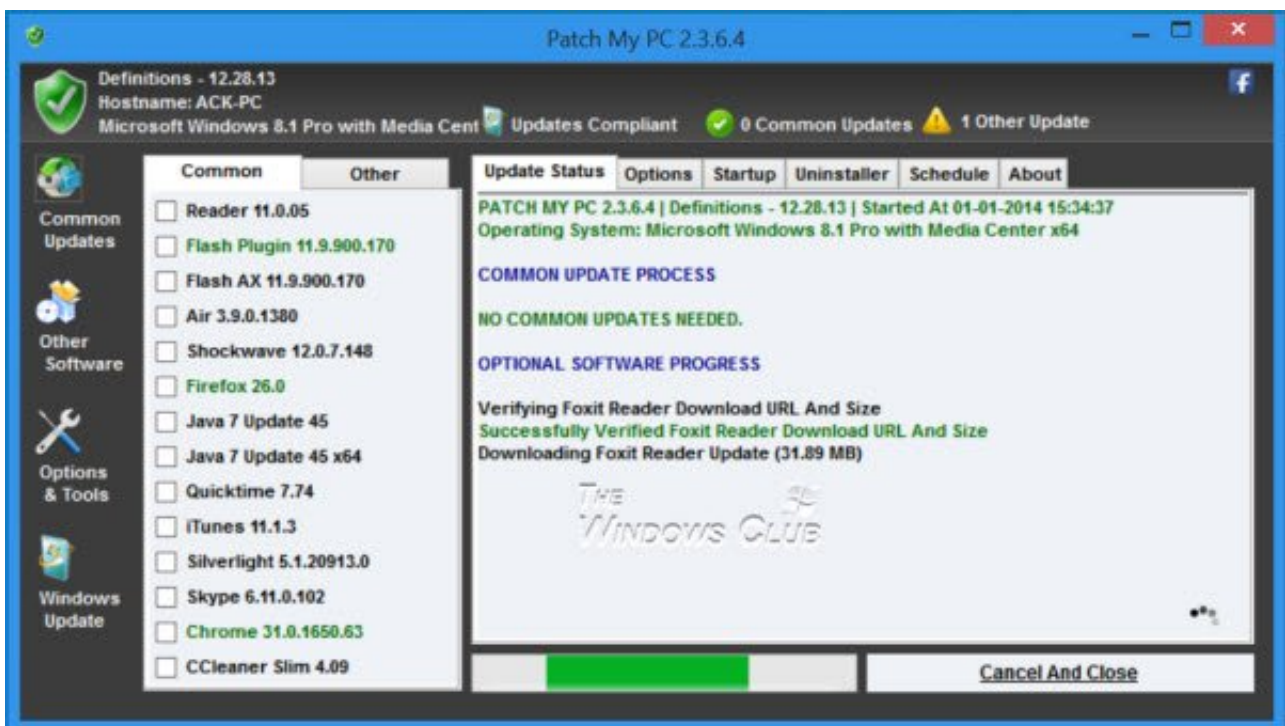 Patch My PC 2.3.6.4
Definitions - 12.28.13
Hostname: ACK-PC
Microsoft Windows 8.1 Pro with Media Cent
Updates Compliant
0 Common Updates
1 Other Update
Common
Updates
Other
Software
Options
& Tools
Windows
Update
Common
Other
Reader 11.0.05
Flash Plugin 11.9.900.170
Flash AX 11.9.900.170
Air 3.9.0.1380
Shockwave 12.0.7.148
Firefox 26.0
Java 7 Update 45
Java 7 Update 45 x64
Quicktime 7.74
iTunes 11.1.3
Silverlight 5.1.20913.0
Skype 6.11.0.102
Chrome 31.0.1650.63
CCleaner Slim 4.09
Update Status
Options
Startup
Uninstaller
Schedule
About
PATCH MY PC 2.3.6.4 | Definitions - 12.28.13 | Started At 01-01-2014 15:34:37
Operating System: Microsoft Windows 8.1 Pro with Media Center x64
COMMON UPDATE PROCESS
NO COMMON UPDATES NEEDED.
OPTIONAL SOFTWARE PROGRESS
Verifying Foxit Reader Download URL And Size
Successfully Verified Foxit Reader Download URL And Size
Downloading Foxit Reader Update (31.89 MB)
THE
WINDOWS CLUB
Cancel And Close